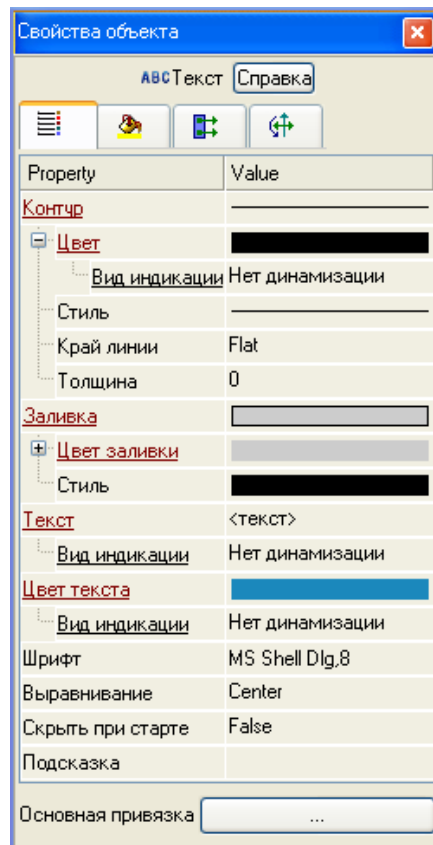 Свойства объекта
ABC Текст Справка
Property Value
Контур
Цвет
Вид индикации Нет динамизации
Стиль
Край линии Flat
Толщина 0
Заливка
Цвет заливки
Стиль
Текст <текст>
Вид индикации Нет динамизации
Цвет текста
Вид индикации Нет динамизации
Шрифт MS Shell Dlg,8
Выравнивание Center
Скрыть при старте False
Подсказка
Основная привязка ...